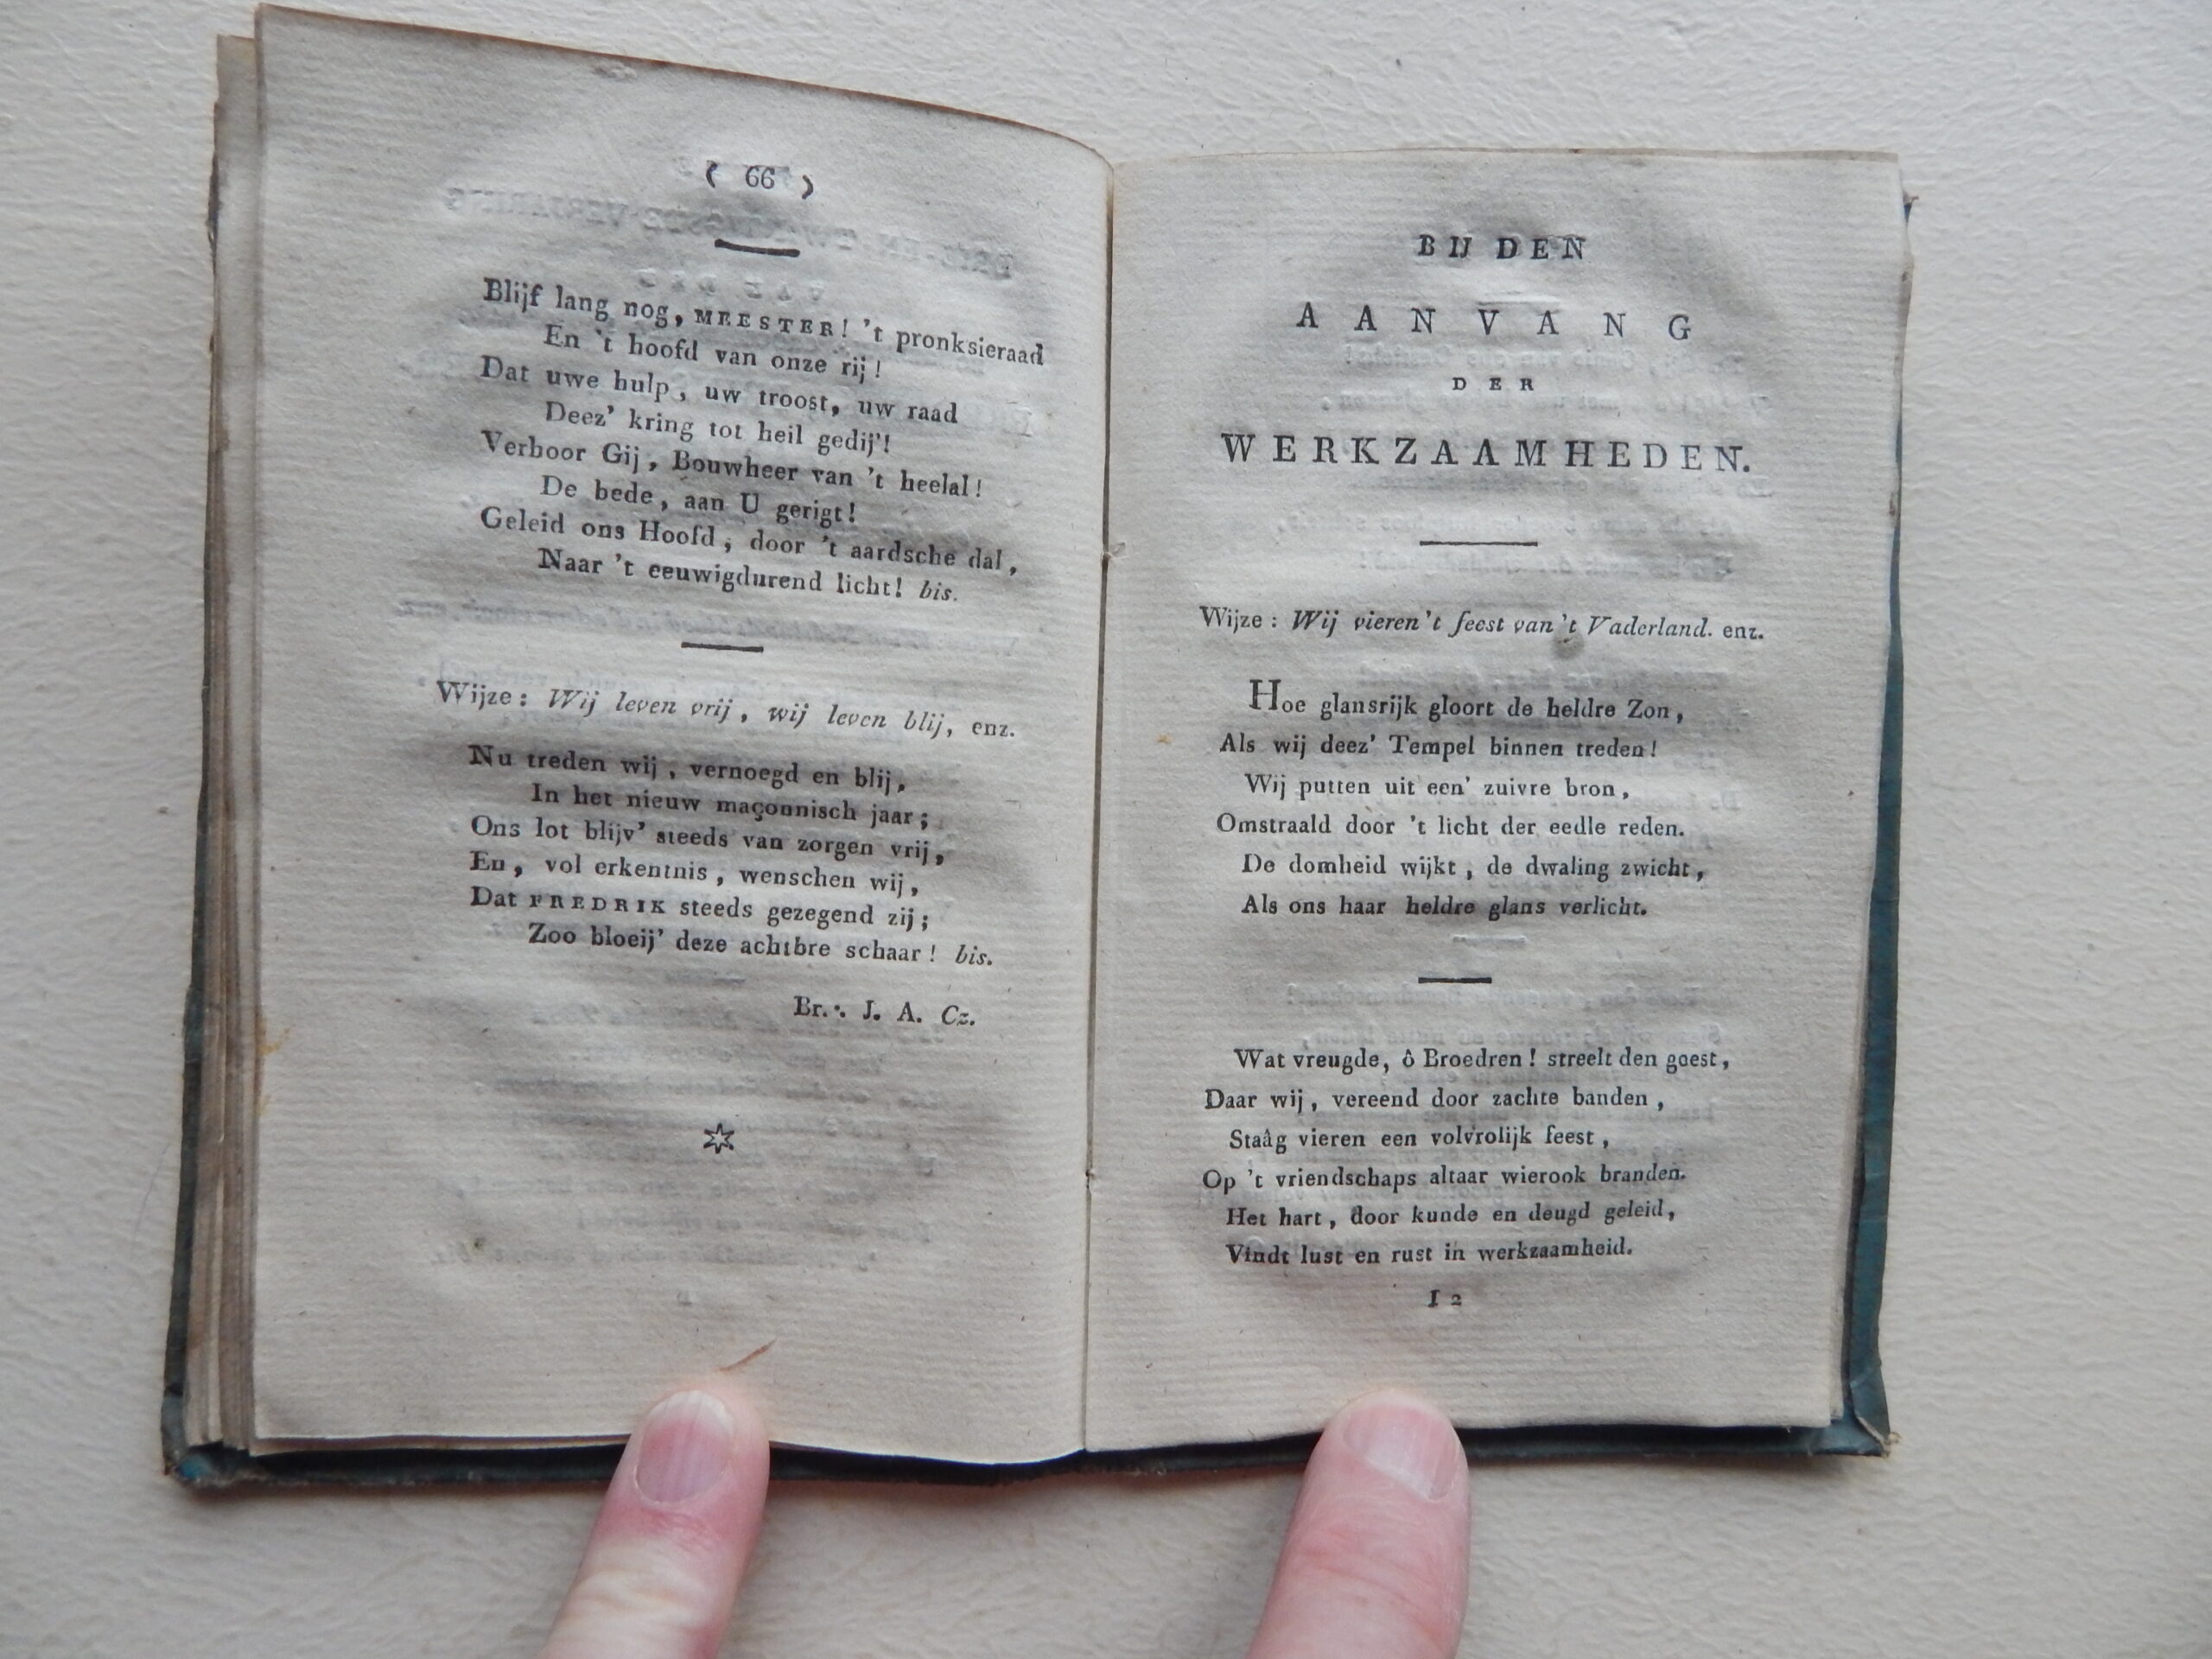 ( 66 )
Blijf lang nog, MEESTER! 't pronksieraad
En 't hoofd van onze rij!
Dat uwe hulp, uw troost, uw raad
Deez' kring tot heil gedij'!
Verhoor Gij, Bouwheer van 't heelal!
De bede, aan U gerigt!
Geleid ons Hoofd, door 't aardsche dal,
Naar 't eeuwigdurend licht! bis.
Wijze: Wij leven vrij, wij leven blij, enz.
Nu treden wij, vernoegd en blij,
In het nieuw maçonnisch jaar;
Ons lot blijv' steeds van zorgen vrij,
En, vol erkentnis, wenschen wij,
Dat FREDRIK steeds gezegend zij;
Zoo bloeij' deze achtbre schaar! bis.
Br.∴ J. A. Cz.
BIJ DEN
AANVANG
DER
WERKZAAMHEDEN.
Wijze: Wij vieren 't feest van 't Vaderland. enz.
Hoe glansrijk gloort de heldre Zon,
Als wij deez' Tempel binnen treden!
Wij putten uit een' zuivre bron,
Omstraald door 't licht der eedle reden.
De domheid wijkt, de dwaling zwicht,
Als ons haar heldre glans verlicht.
Wat vreugde, ô Broedren! streelt den geest,
Daar wij, vereend door zachte banden,
Staâg vieren een volvrolijk feest,
Op 't vriendschaps altaar wierook branden.
Het hart, door kunde en deugd geleid,
Vindt lust en rust in werkzaamheid.
I 2